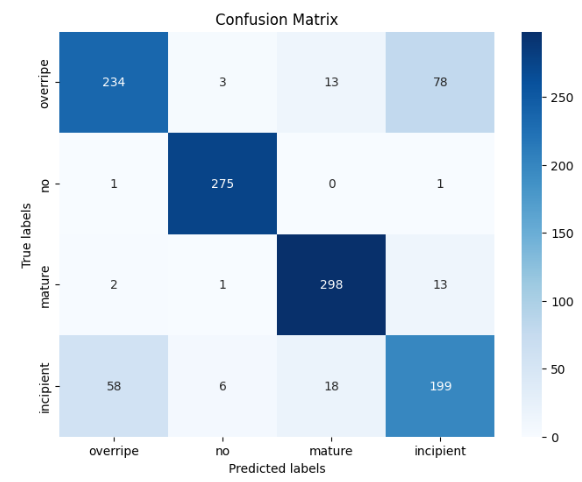 Confusion Matrix
True labels
overripe 234 3 13 78
no 1 275 0 1
mature 2 1 298 13
incipient 58 6 18 199
overripe no mature incipient
Predicted labels
250
200
150
100
50
0